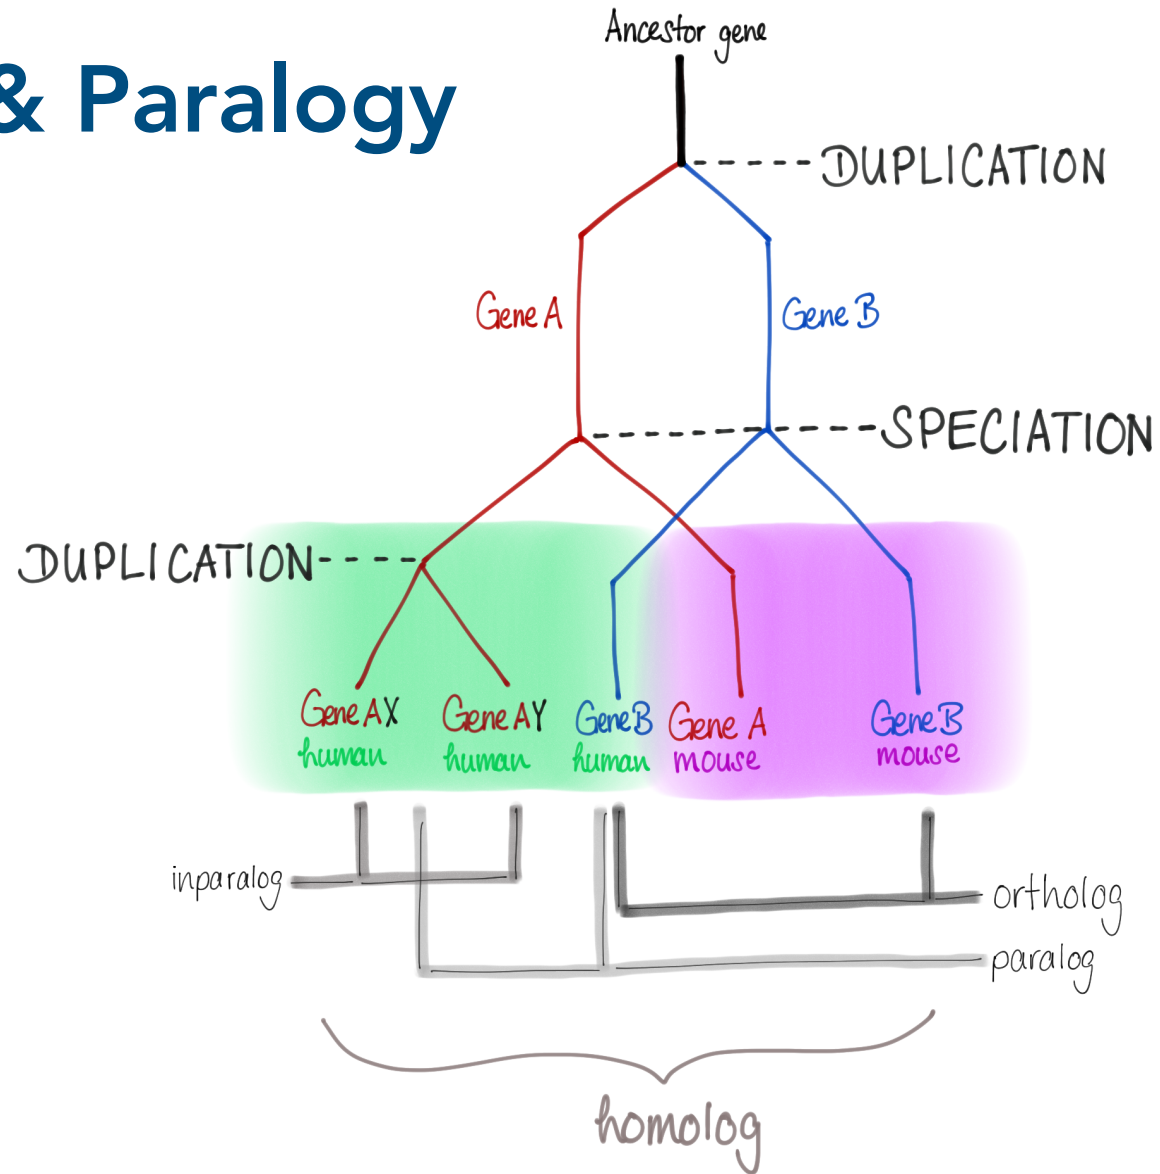 & Paralogy
Ancestor gene
DUPLICATION
Gene A
Gene B
SPECIATION
DUPLICATION
Gene AX
human
Gene AY
human
Gene B
human
Gene A
mouse
Gene B
mouse
inparalog
ortholog
paralog
homolog